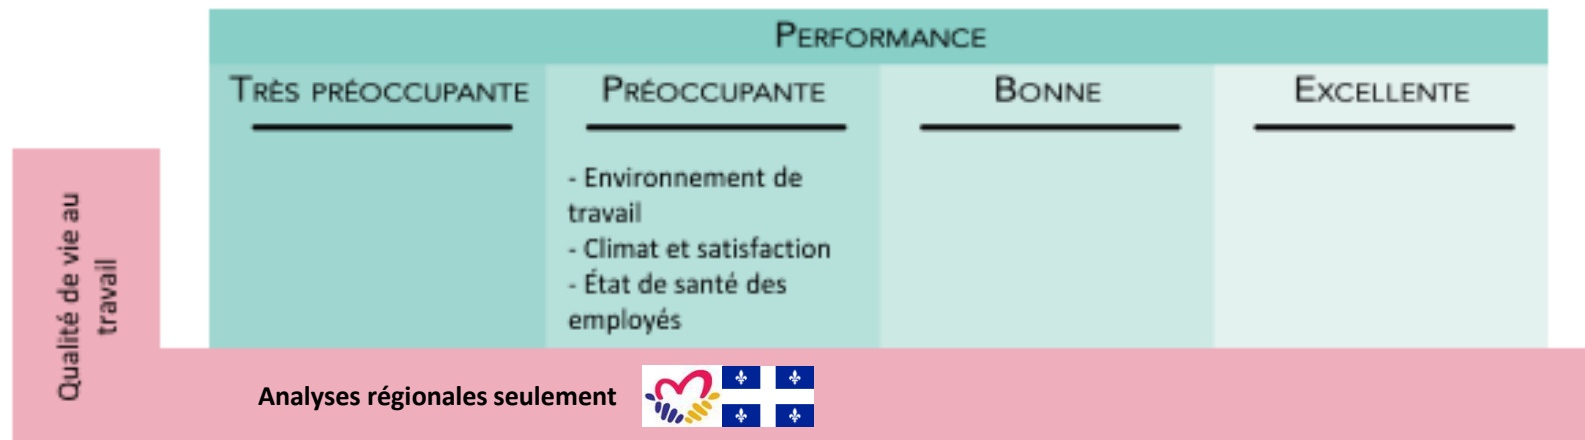 PERFORMANCE
TRÈS PRÉOCCUPANTE
PRÉOCCUPANTE
BONNE
EXCELLENTE
Qualité de vie au
travail
- Environnement de
travail
- Climat et satisfaction
- État de santé des
employés
Analyses régionales seulement